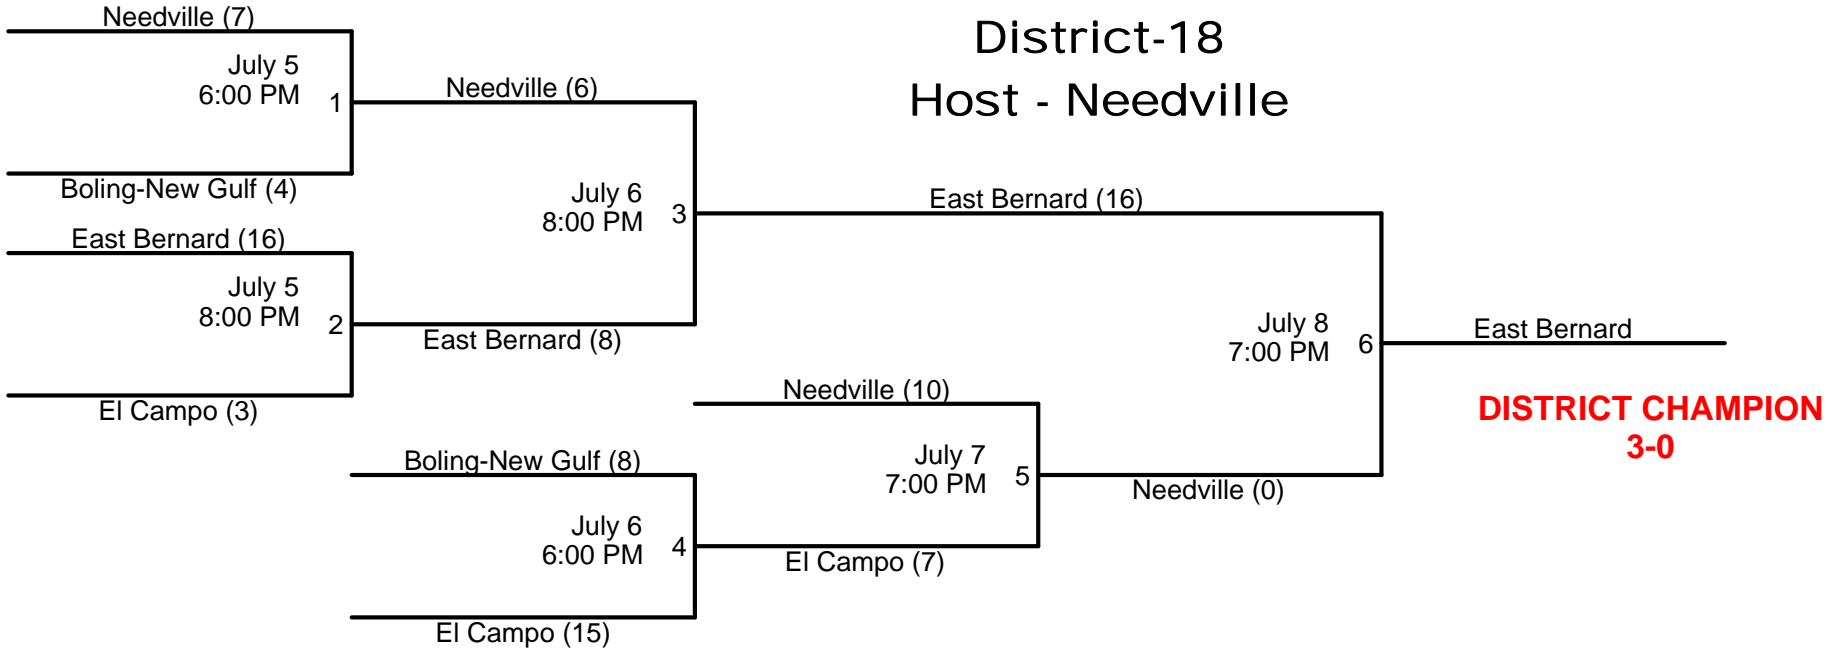 Needville (7)
District-18
Host - Needville
July 5
6:00 PM
1
Needville (6)
Boling-New Gulf (4)
July 6
8:00 PM
3
East Bernard (16)
East Bernard (16)
July 5
8:00 PM
2
East Bernard (8)
July 8
7:00 PM
6
East Bernard
El Campo (3)
Needville (10)
DISTRICT CHAMPION
3-0
Boling-New Gulf (8)
July 7
7:00 PM
5
Needville (0)
July 6
6:00 PM
4
El Campo (7)
El Campo (15)